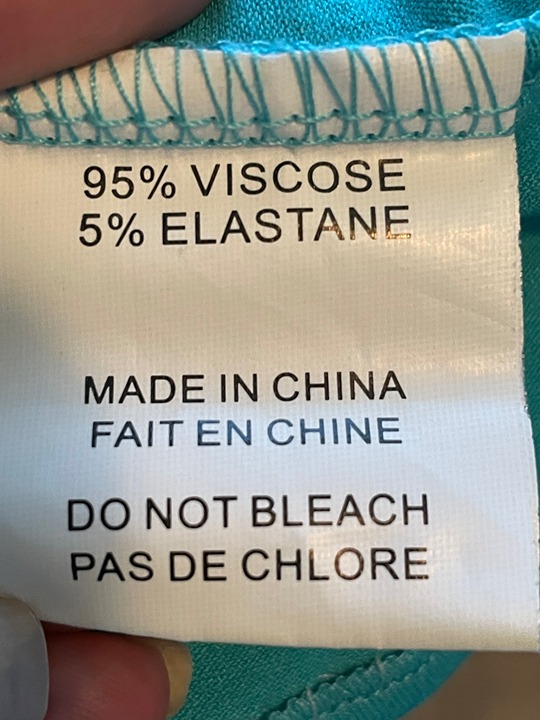 95% VISCOSE
5% ELASTANE
MADE IN CHINA
FAIT EN CHINE
DO NOT BLEACH
PAS DE CHLORE